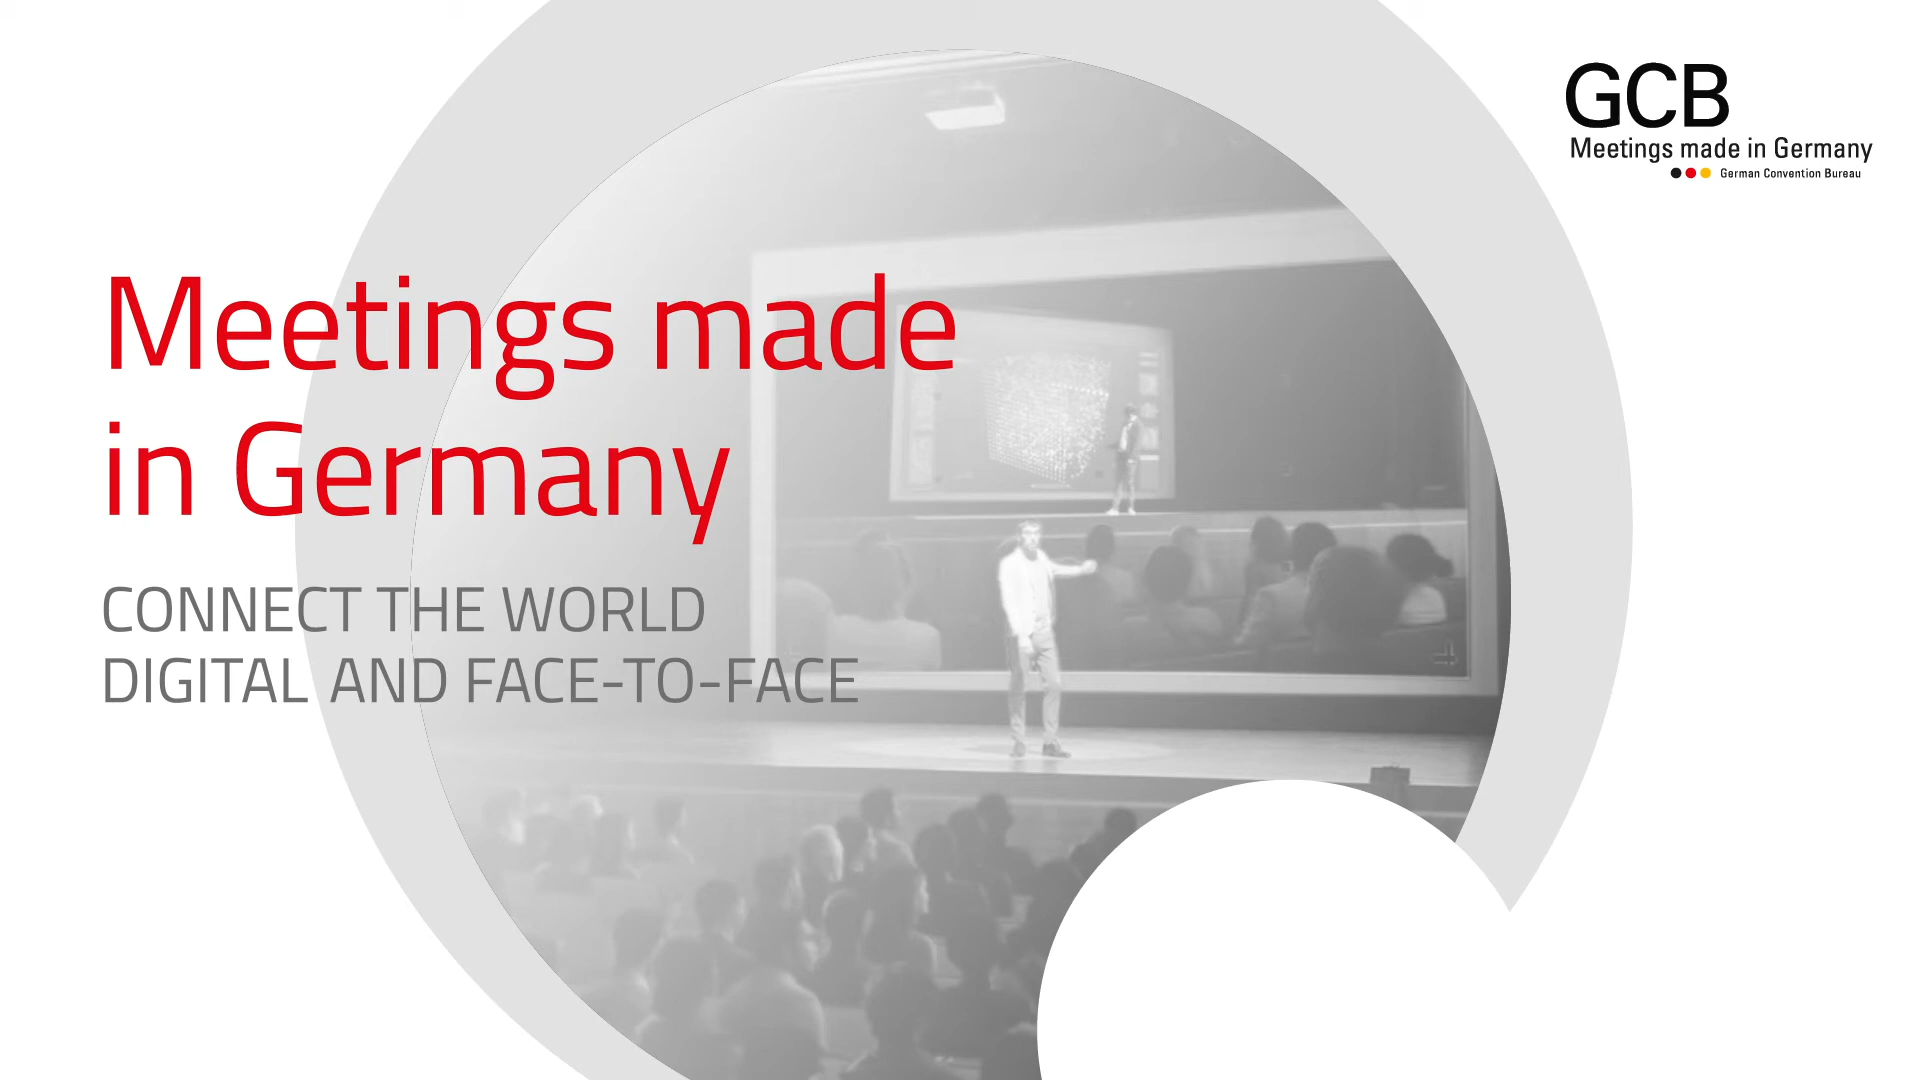 GCB
Meetings made in Germany
German Convention Bureau
Meetings made
in Germany
CONNECT THE WORLD
DIGITAL AND FACE-TO-FACE